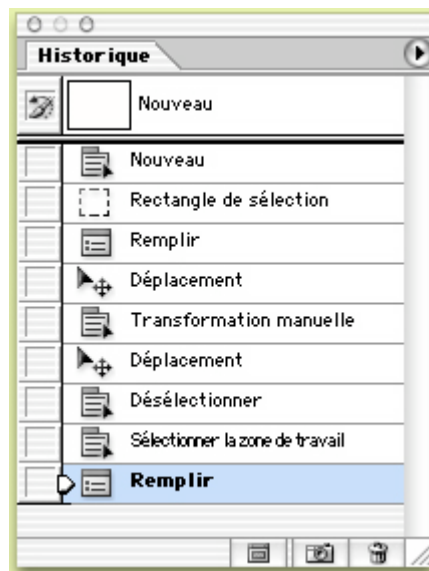 Historique
Nouveau
Nouveau
Rectangle de sélection
Remplir
Déplacement
Transformation manuelle
Déplacement
Désélectionner
Sélectionner la zone de travail
Remplir